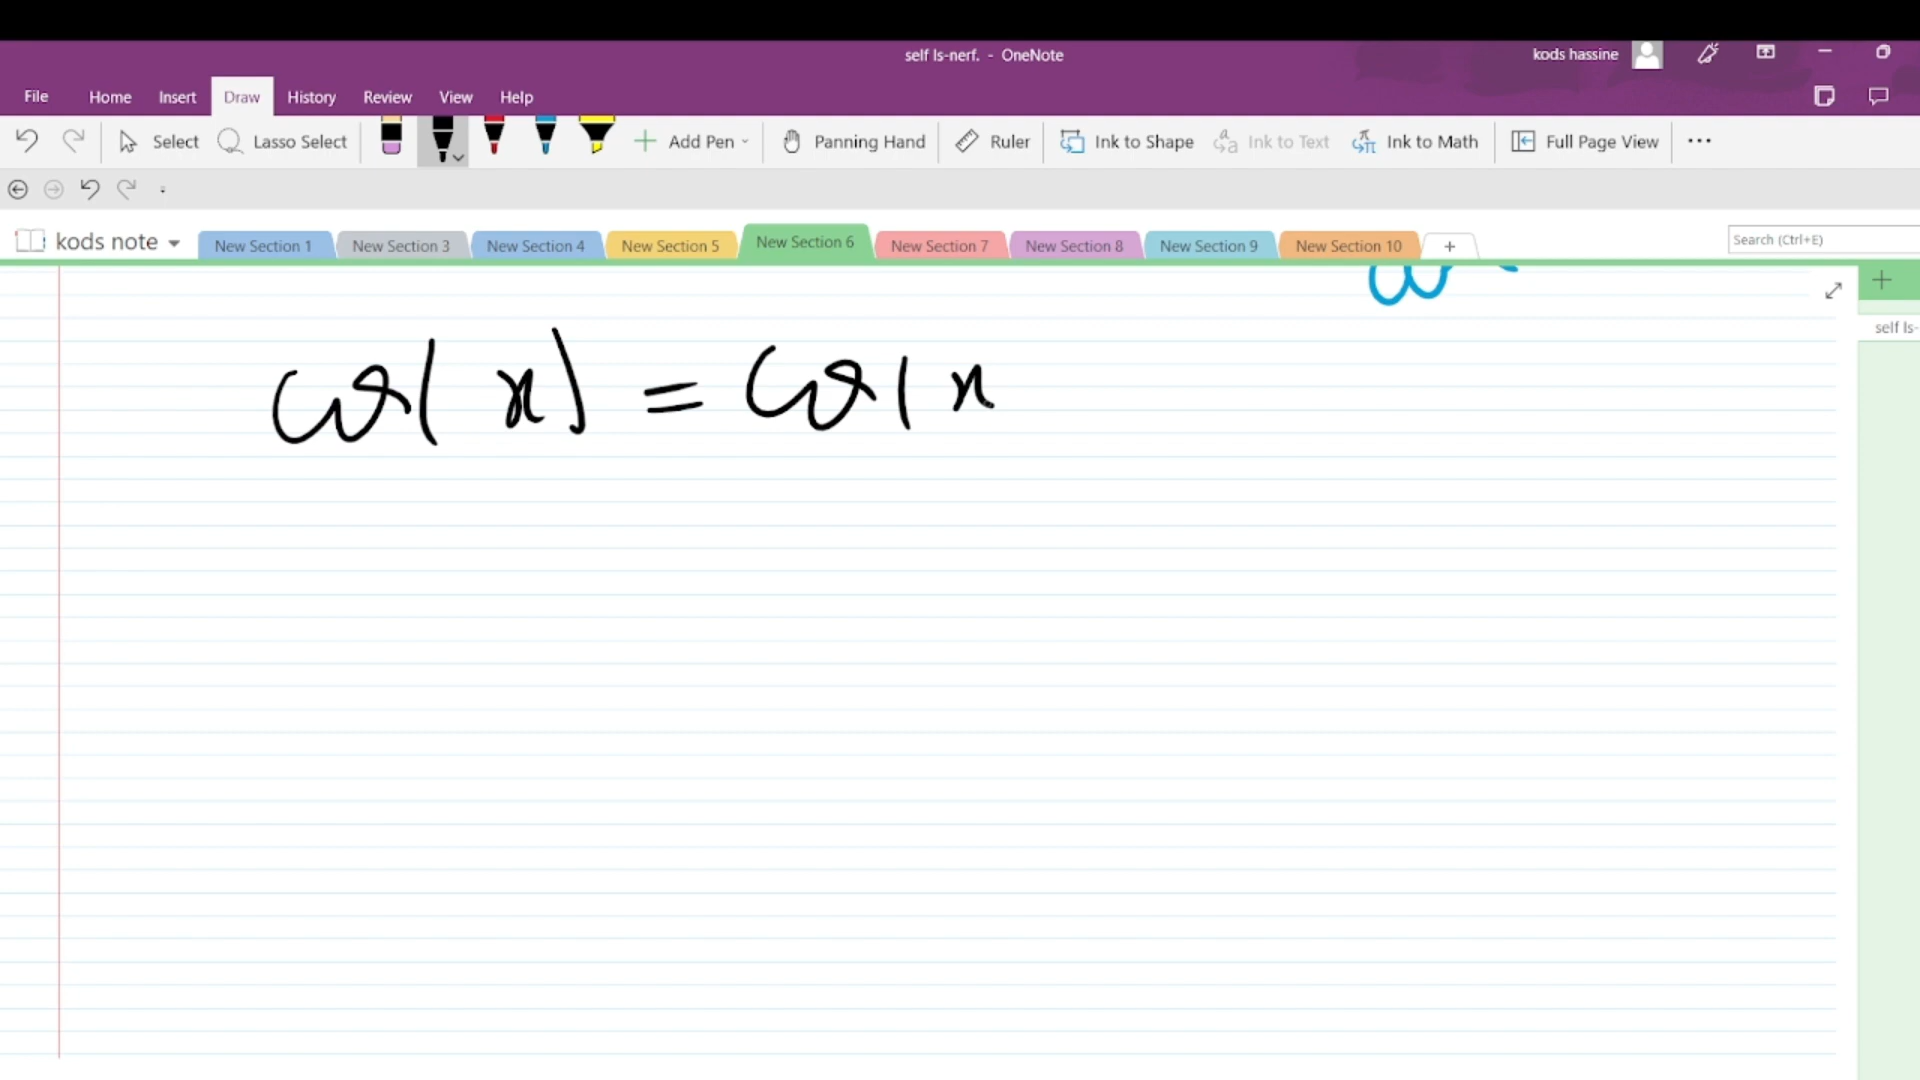 self ls-nerf. - OneNote
kods hassine
File Home Insert Draw History Review View Help
Select Lasso Select Add Pen Panning Hand Ruler Ink to Shape Ink to Text Ink to Math Full Page View ...
kods note New Section 1 New Section 3 New Section 4 New Section 5 New Section 6 New Section 7 New Section 8 New Section 9 New Section 10 + Search (Ctrl+E)
self ls-
cos( x) = cos( x